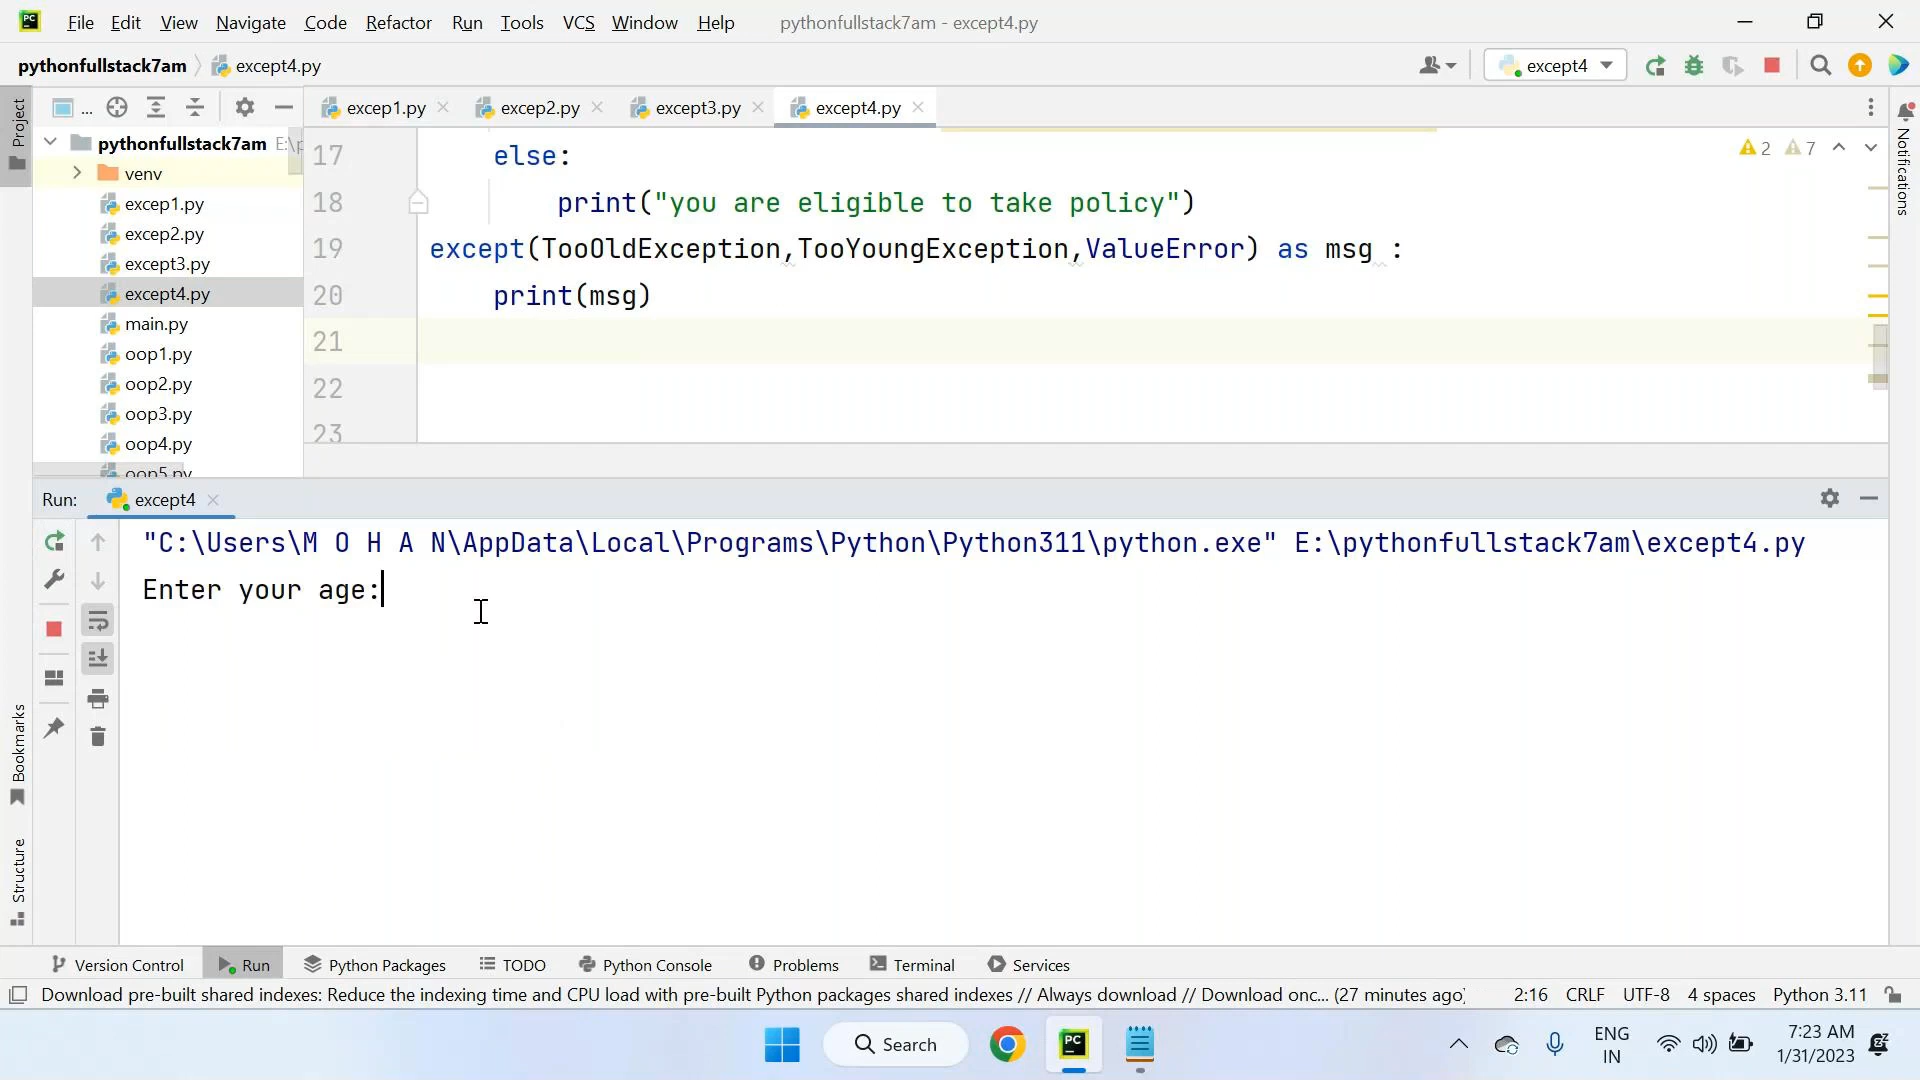 File Edit View Navigate Code Refactor Run Tools VCS Window Help pythonfullstack7am - except4.py
pythonfullstack7am except4.py except4
Project
... excep1.py excep2.py except3.py except4.py
pythonfullstack7am E:\p
venv
excep1.py
excep2.py
except3.py
except4.py
main.py
oop1.py
oop2.py
oop3.py
oop4.py
oop5.py
17 else:
18 print("you are eligible to take policy")
19 except(TooOldException,TooYoungException,ValueError) as msg :
20 print(msg)
21
22
23
2 7
Notifications
Run: except4
"C:\Users\M O H A N\AppData\Local\Programs\Python\Python311\python.exe" E:\pythonfullstack7am\except4.py
Enter your age:
Bookmarks
Structure
Version Control Run Python Packages TODO Python Console Problems Terminal Services
Download pre-built shared indexes: Reduce the indexing time and CPU load with pre-built Python packages shared indexes // Always download // Download onc... (27 minutes ago) 2:16 CRLF UTF-8 4 spaces Python 3.11
PC
Search
PC
ENG
IN
7:23 AM
1/31/2023